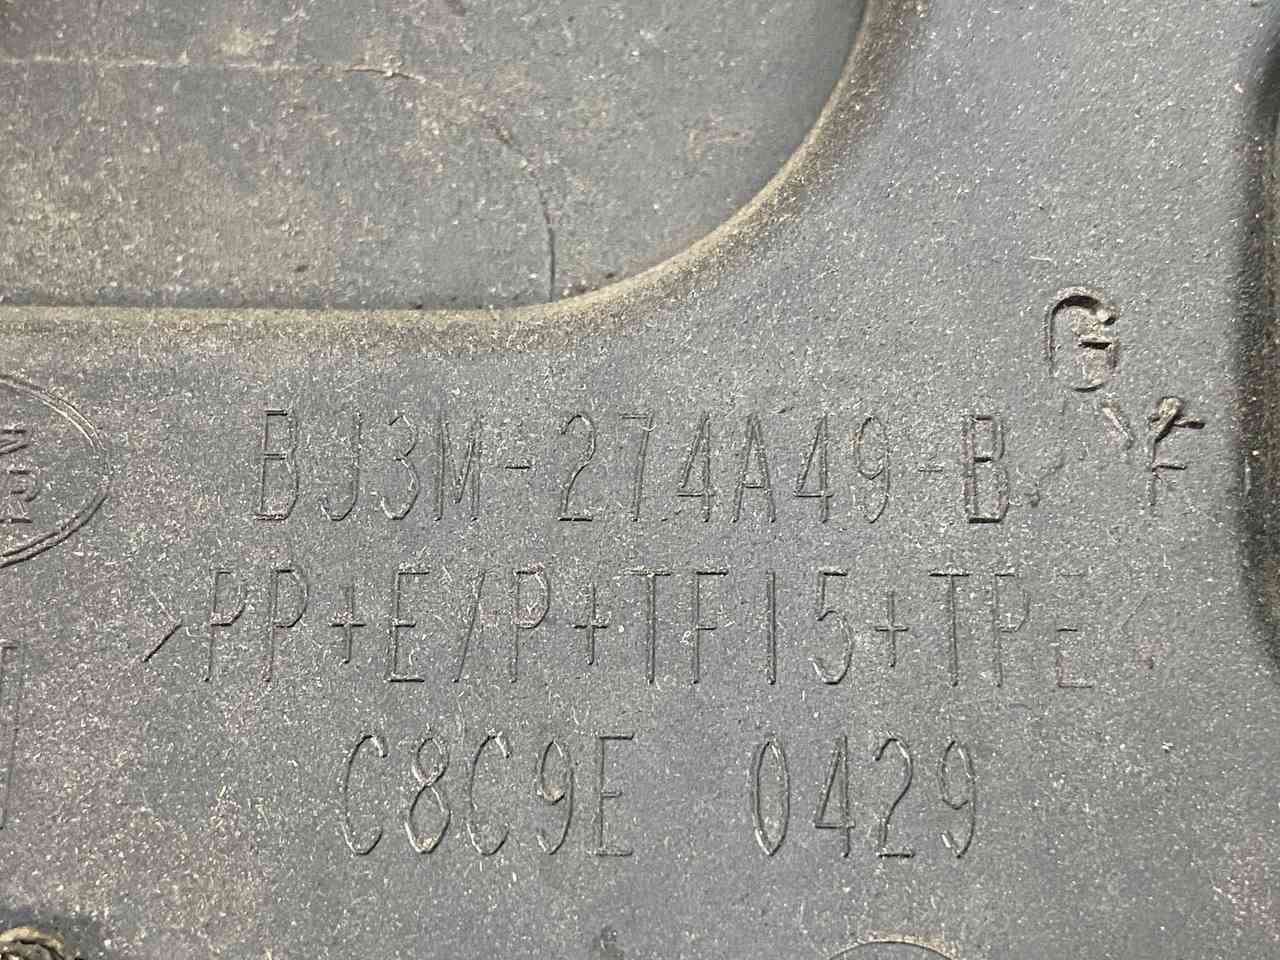 G
BJ3M-274A49-B
PP+E/P+TF15+TPE
C8C9E 0429